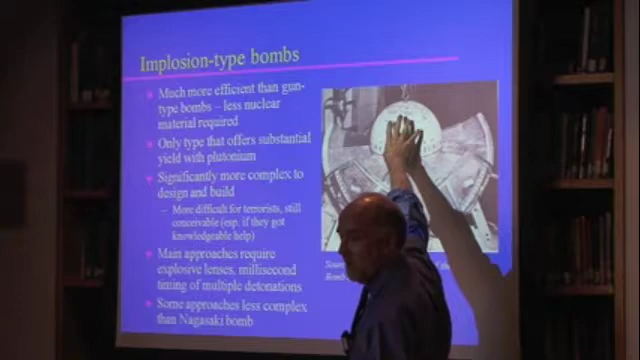 Implosion-type bombs
Much more efficient than gun-
type bombs – less nuclear
material required
Only type that offers substantial
yield with plutonium
Significantly more complex to
design and build
– More difficult for terrorists, still
conceivable (esp. if they got
knowledgeable help)
Main approaches require
explosive lenses, millisecond
timing of multiple detonations
Some approaches less complex
than Nagasaki bomb